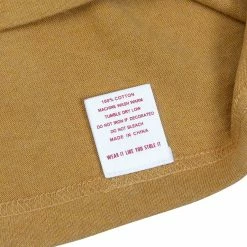 100% COTTON
MACHINE WASH WARM
TUMBLE DRY LOW
DO NOT IRON IF DECORATED
DO NOT BLEACH
MADE IN CHINA
WEAR IT LIKE YOU STOLE IT